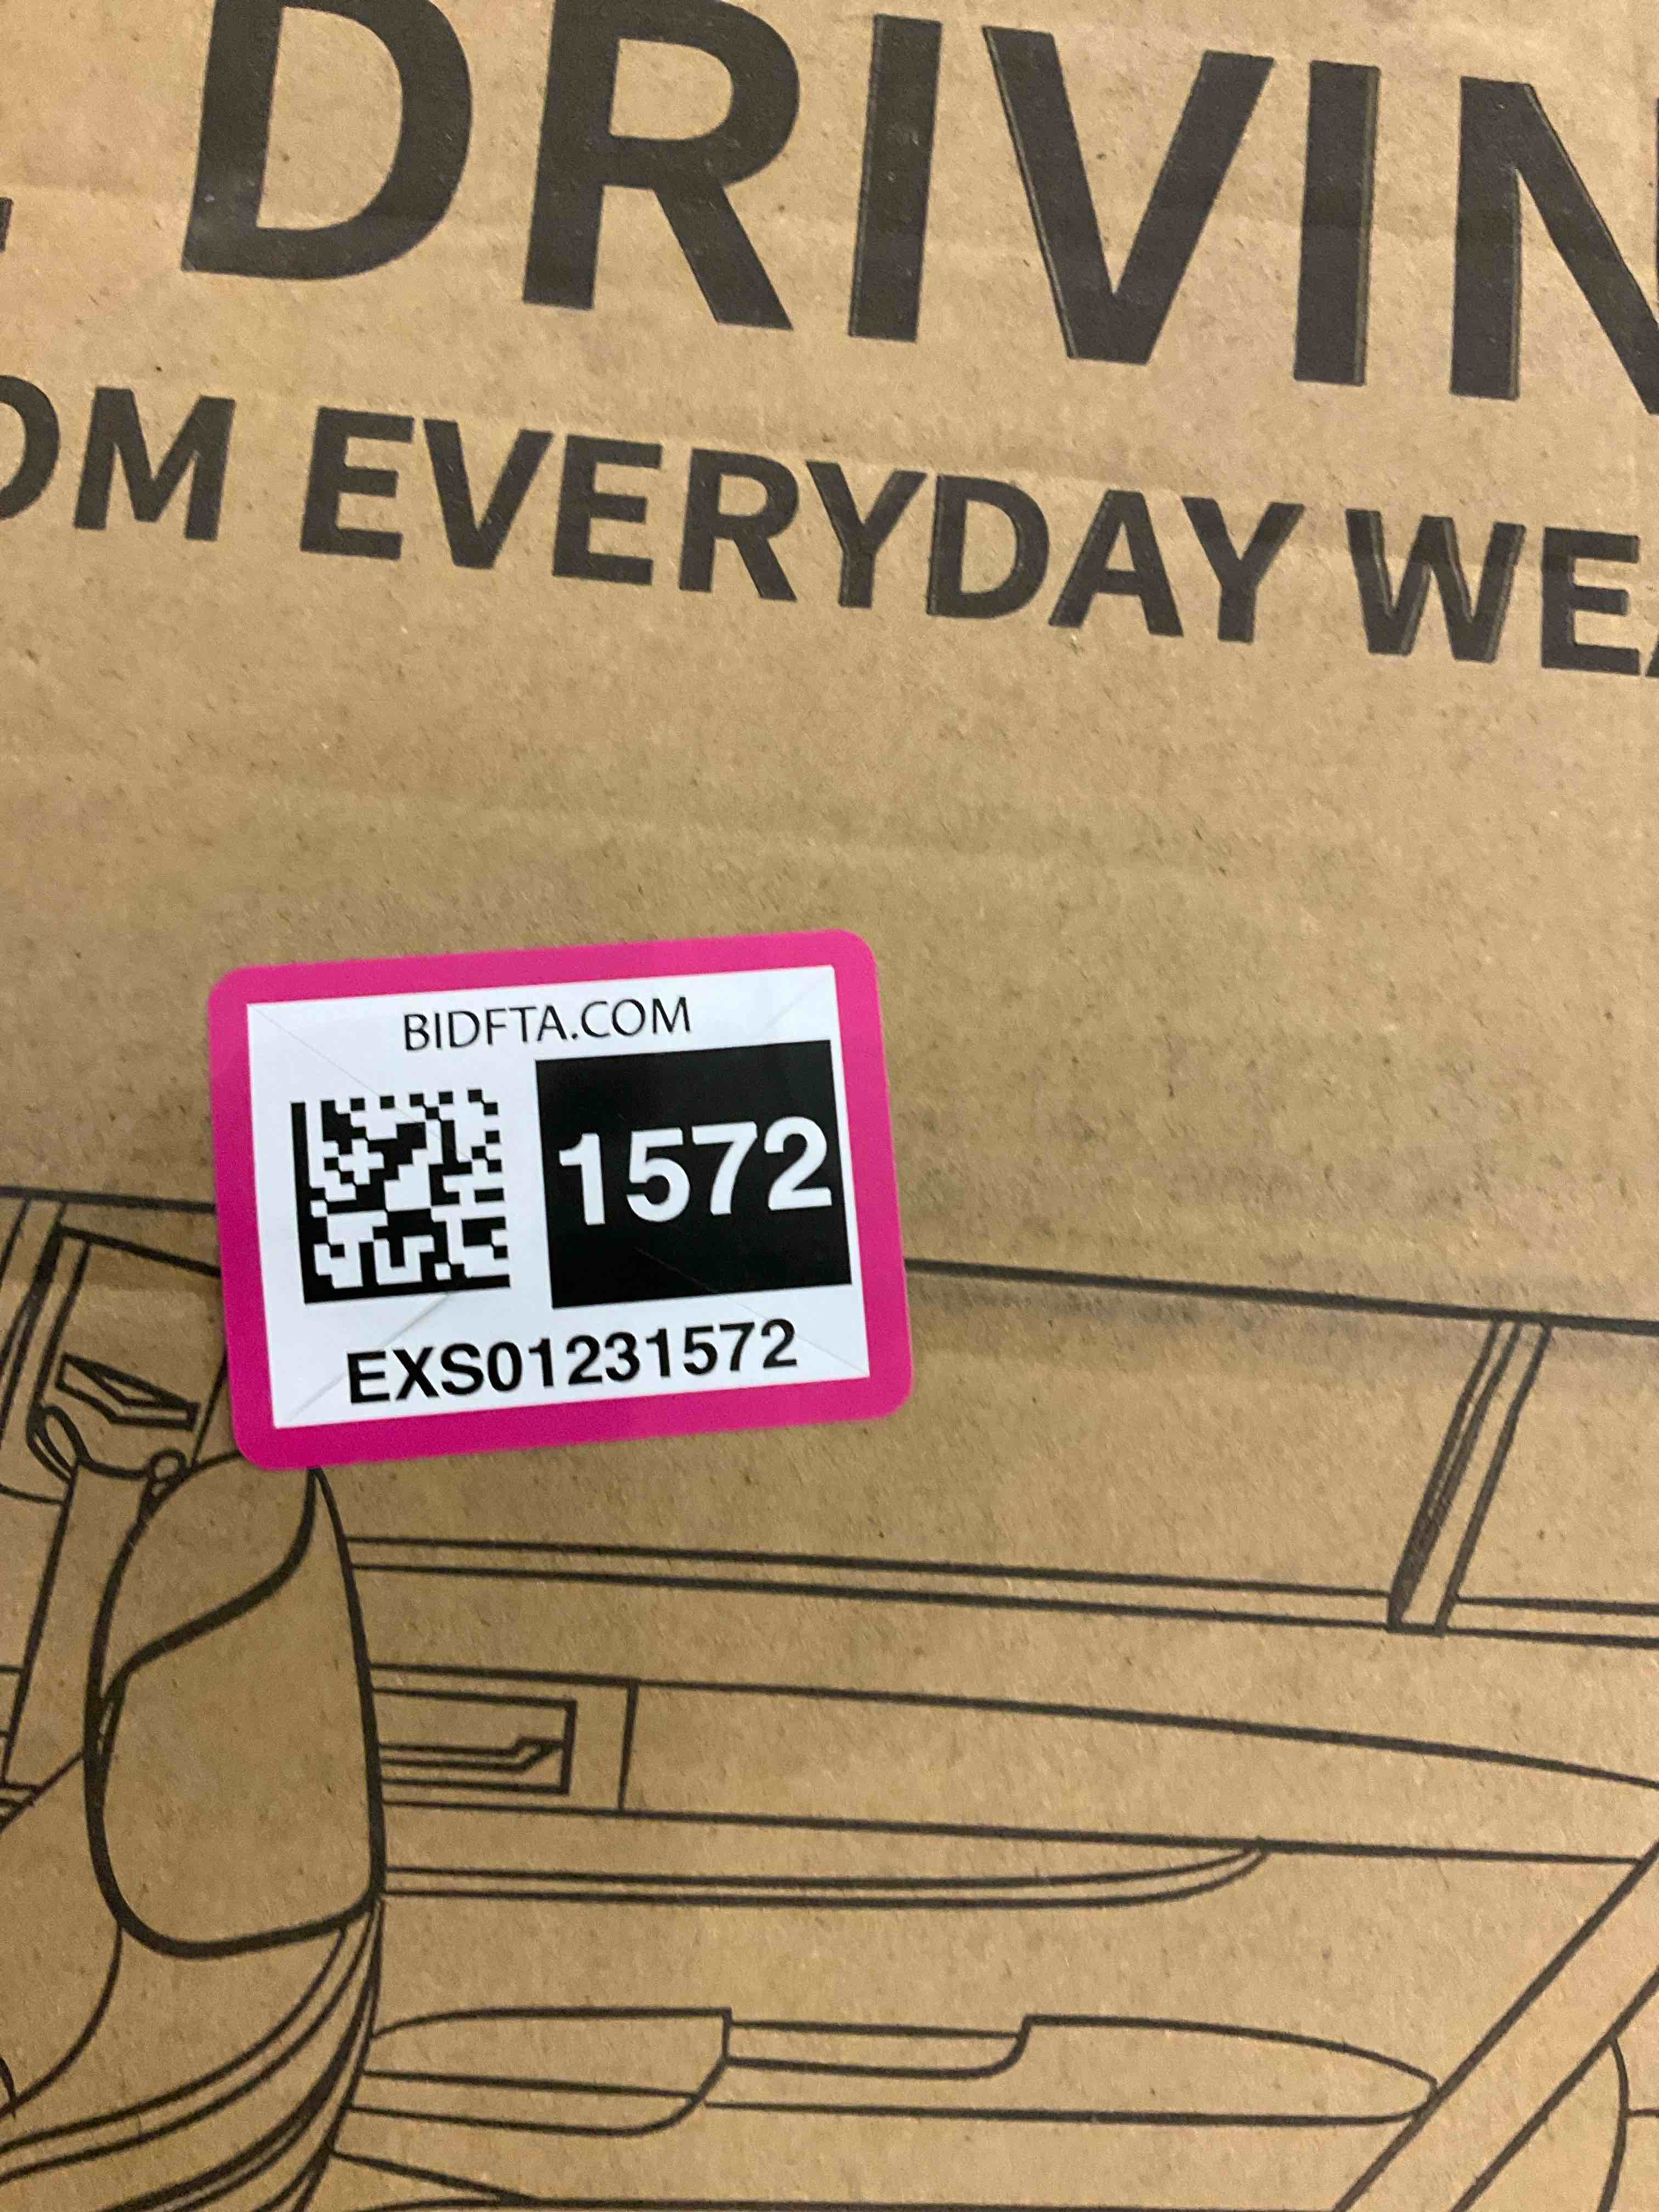 DRIVIN
OM EVERYDAY WEA
BIDFTA.COM
1572
EXS01231572